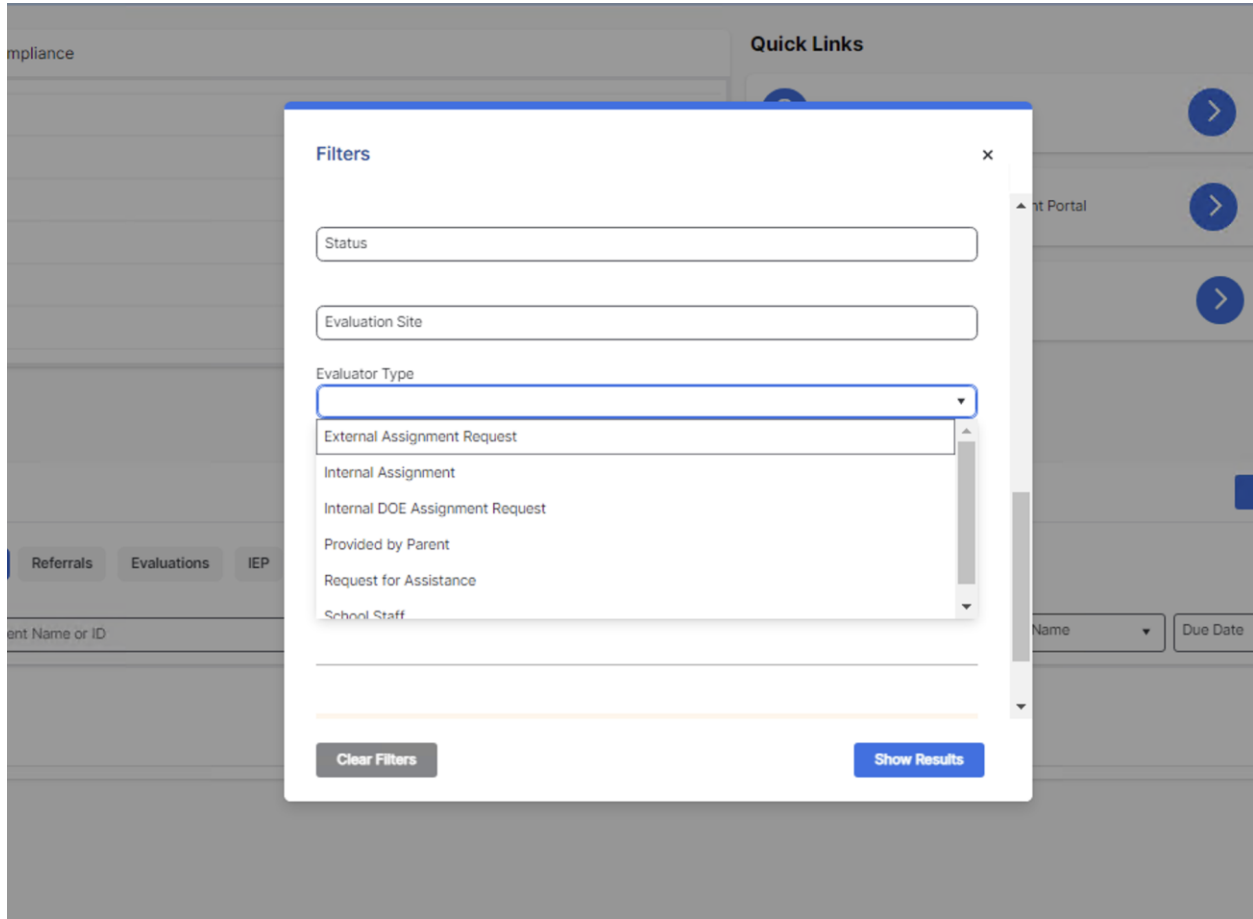 mpliance
Quick Links
Filters
×
nt Portal
Status
Evaluation Site
Evaluator Type
External Assignment Request
Internal Assignment
Internal DOE Assignment Request
Provided by Parent
Request for Assistance
School Staff
Referrals
Evaluations
IEP
ent Name or ID
Name
Due Date
Clear Filters
Show Results